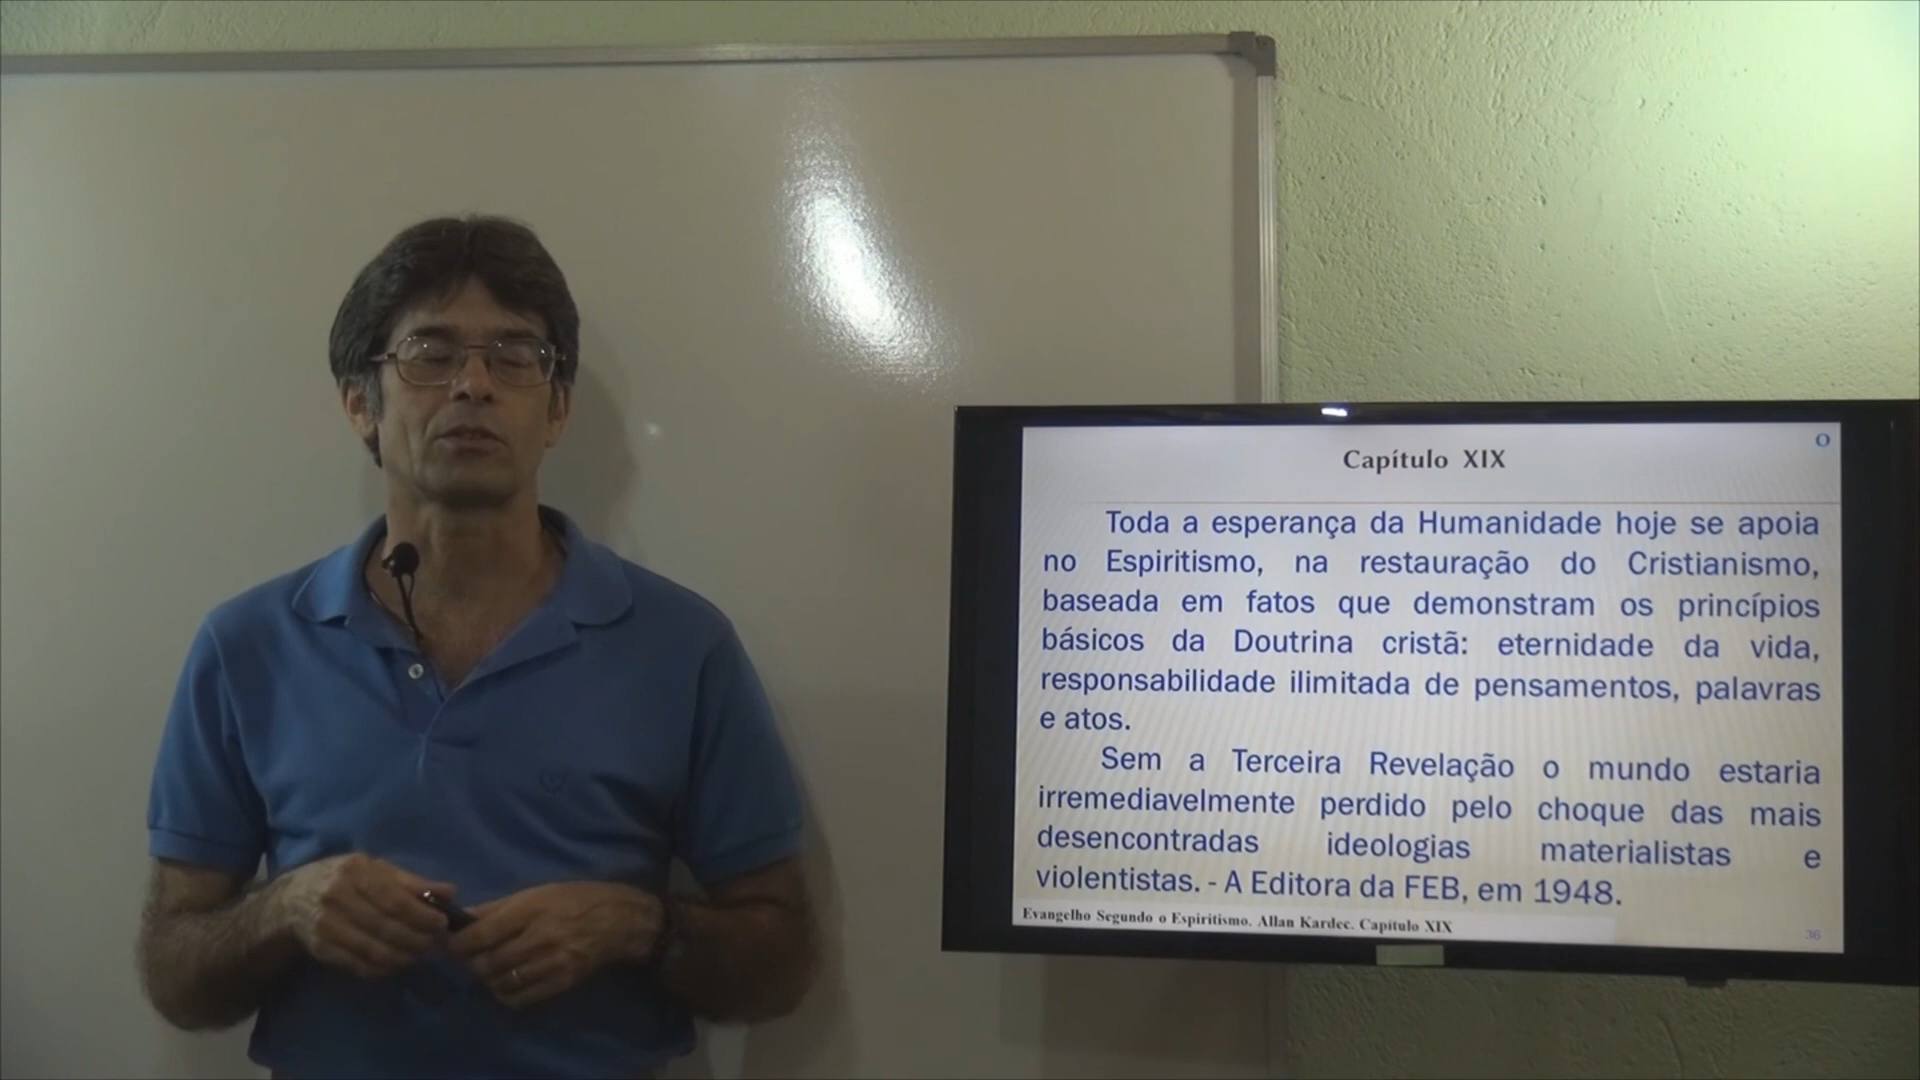 O
Capítulo XIX
Toda a esperança da Humanidade hoje se apoia
no Espiritismo, na restauração do Cristianismo,
baseada em fatos que demonstram os princípios
básicos da Doutrina cristã: eternidade da vida,
responsabilidade ilimitada de pensamentos, palavras
e atos.
Sem a Terceira Revelação o mundo estaria
irremediavelmente perdido pelo choque das mais
desencontradas ideologias materialistas e
violentistas. - A Editora da FEB, em 1948.
Evangelho Segundo o Espiritismo. Allan Kardec. Capítulo XIX
36